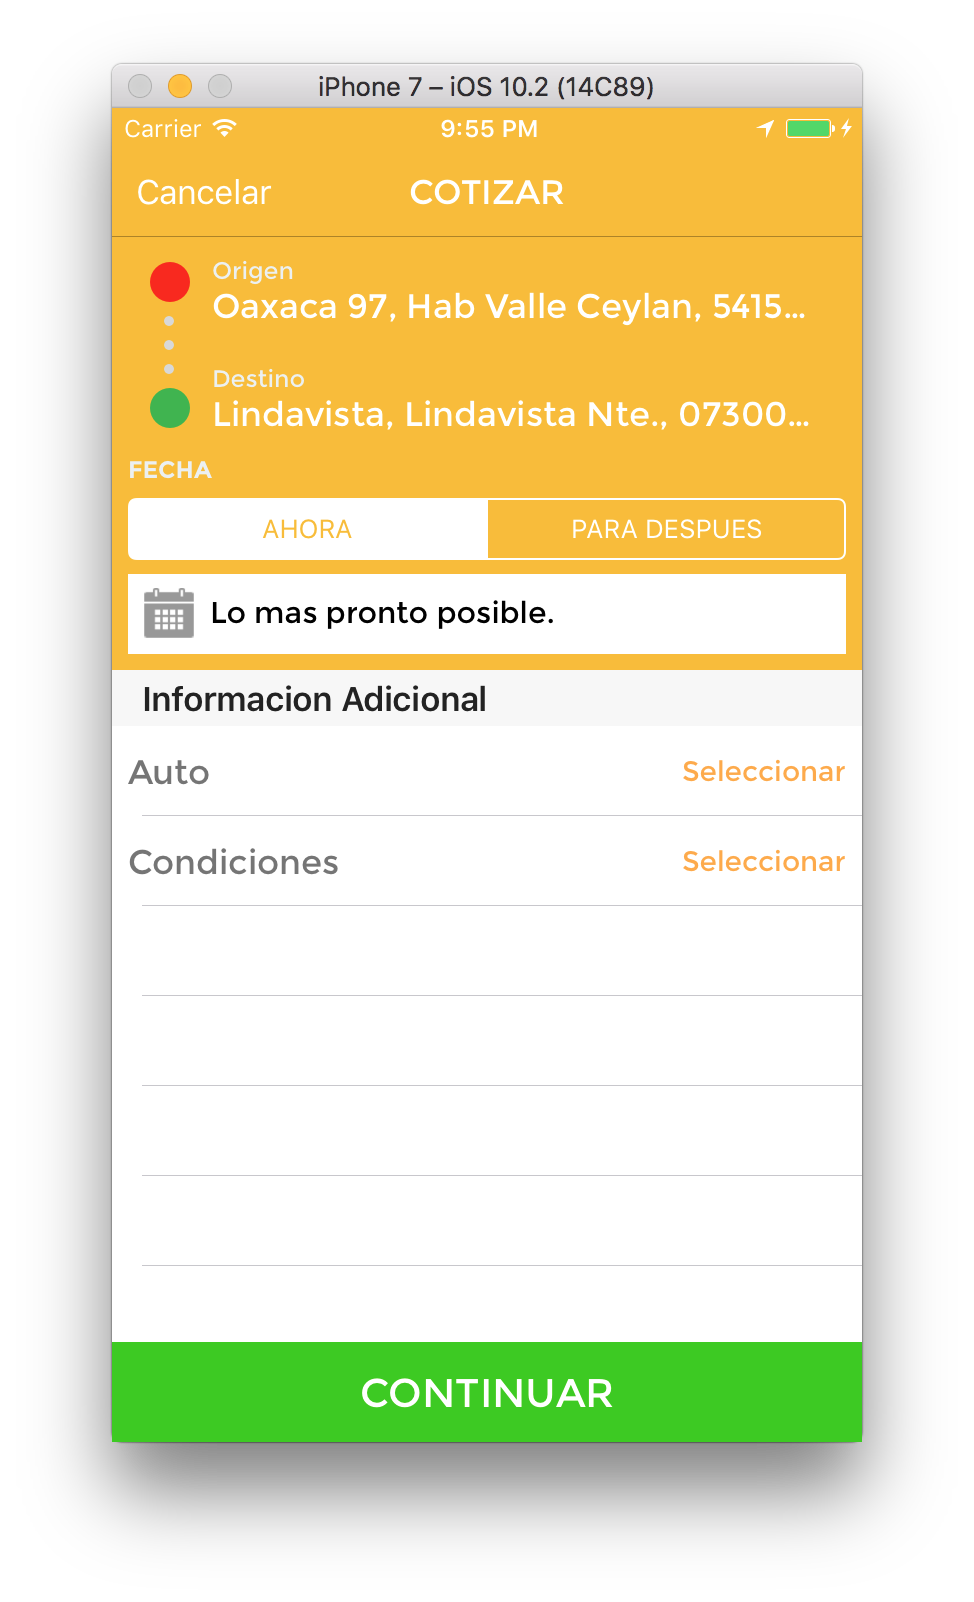 iPhone 7 – iOS 10.2 (14C89)
Carrier 9:55 PM
Cancelar COTIZAR
Origen
Oaxaca 97, Hab Valle Ceylan, 5415...
Destino
Lindavista, Lindavista Nte., 07300...
FECHA
AHORA PARA DESPUES
Lo mas pronto posible.
Informacion Adicional
Auto Seleccionar
Condiciones Seleccionar
CONTINUAR